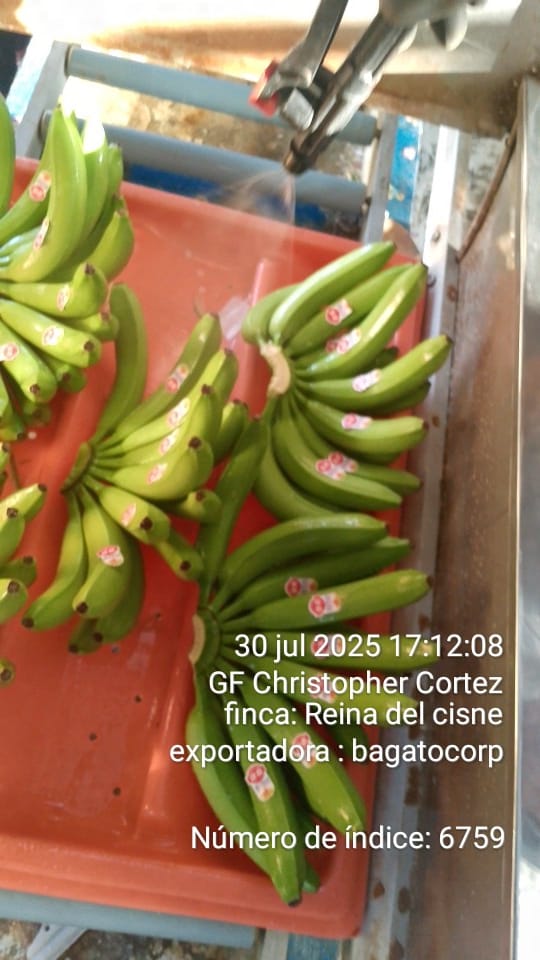 30 jul 2025 17:12:08
GF Christopher Cortez
finca: Reina del cisne
exportadora : bagatocorp
Número de índice: 6759